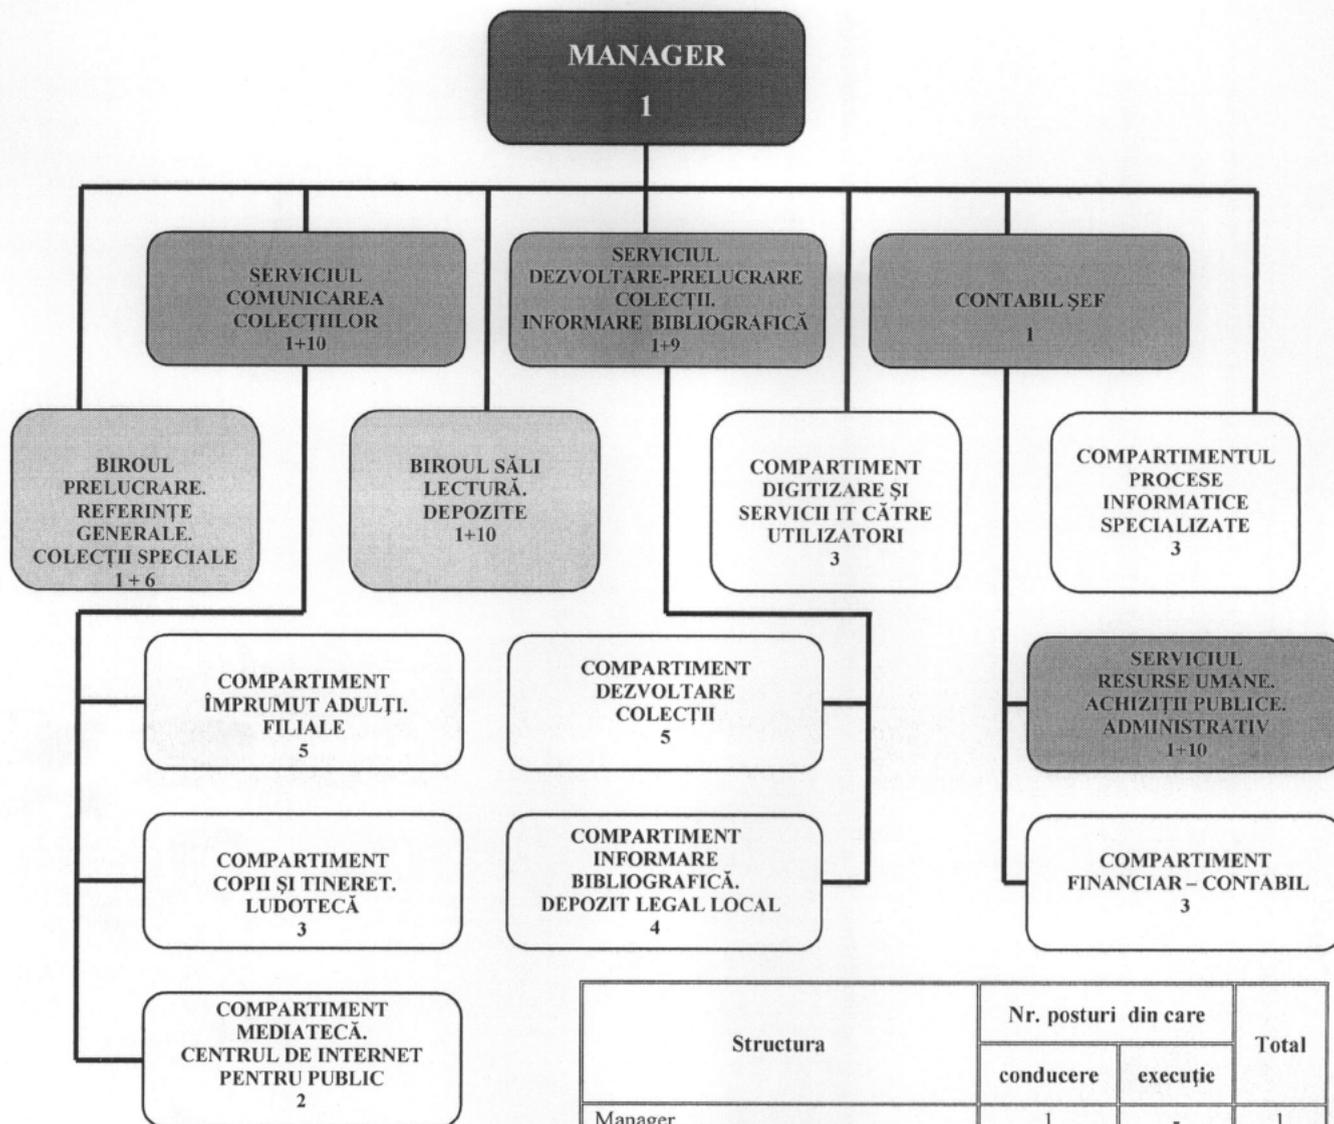 MANAGER
1
SERVICIUL
COMUNICAREA
COLECȚIILOR
1+10
SERVICIUL
DEZVOLTARE-PRELUCRARE
COLECȚII.
INFORMARE BIBLIOGRAFICĂ
1+9
CONTABIL ȘEF
1
BIROUL
PRELUCRARE.
REFERINȚE
GENERALE.
COLECȚII SPECIALE
1 + 6
BIROUL SĂLI
LECTURĂ.
DEPOZITE
1+10
COMPARTIMENT
DIGITIZARE ȘI
SERVICII IT CĂTRE
UTILIZATORI
3
COMPARTIMENTUL
PROCESE
INFORMATICE
SPECIALIZATE
3
COMPARTIMENT
ÎMPRUMUT ADULȚI.
FILIALE
5
COMPARTIMENT
DEZVOLTARE
COLECȚII
5
SERVICIUL
RESURSE UMANE.
ACHIZIȚII PUBLICE.
ADMINISTRATIV
1+10
COMPARTIMENT
COPII ȘI TINERET.
LUDOTECĂ
3
COMPARTIMENT
INFORMARE
BIBLIOGRAFICĂ.
DEPOZIT LEGAL LOCAL
4
COMPARTIMENT
FINANCIAR – CONTABIL
3
COMPARTIMENT
MEDIATECĂ.
CENTRUL DE INTERNET
PENTRU PUBLIC
2
Structura
Nr. posturi din care
Total
conducere execuție
Manager 1 - 1